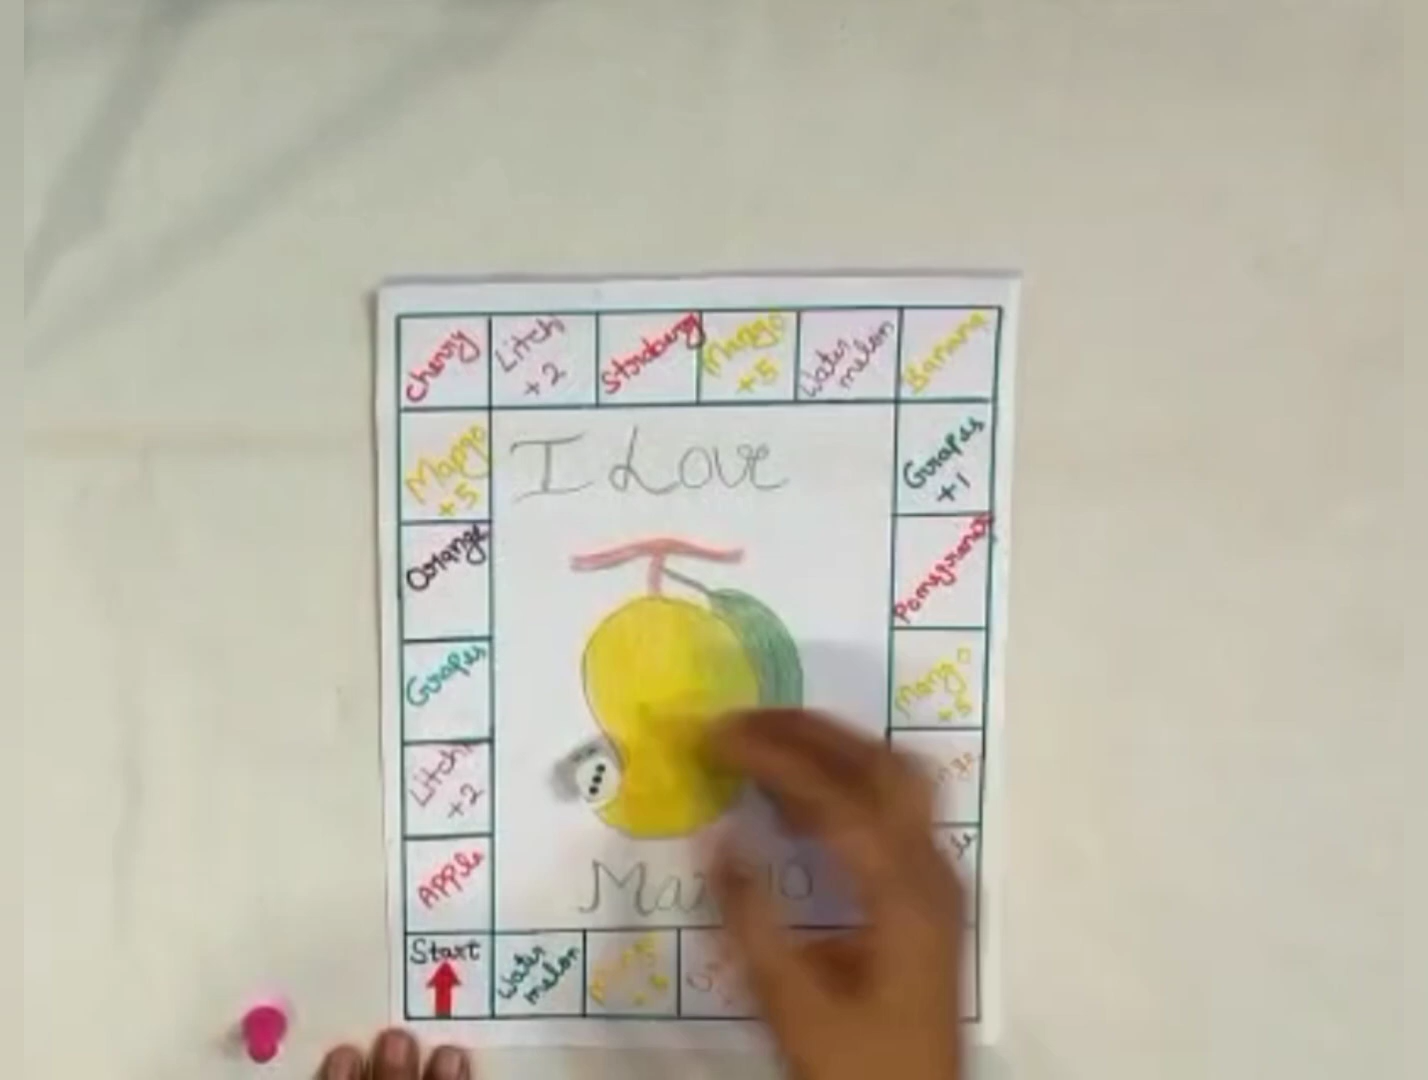 Cherry
Litchi
+2
Straberry
Mango
+5
Water
melon
Banana
Mango
+5
I Love
Grapes
+1
Orange
Pomegranate
Grapes
Mango
+5
Litchi
+2
Apple
Start
Water
melon